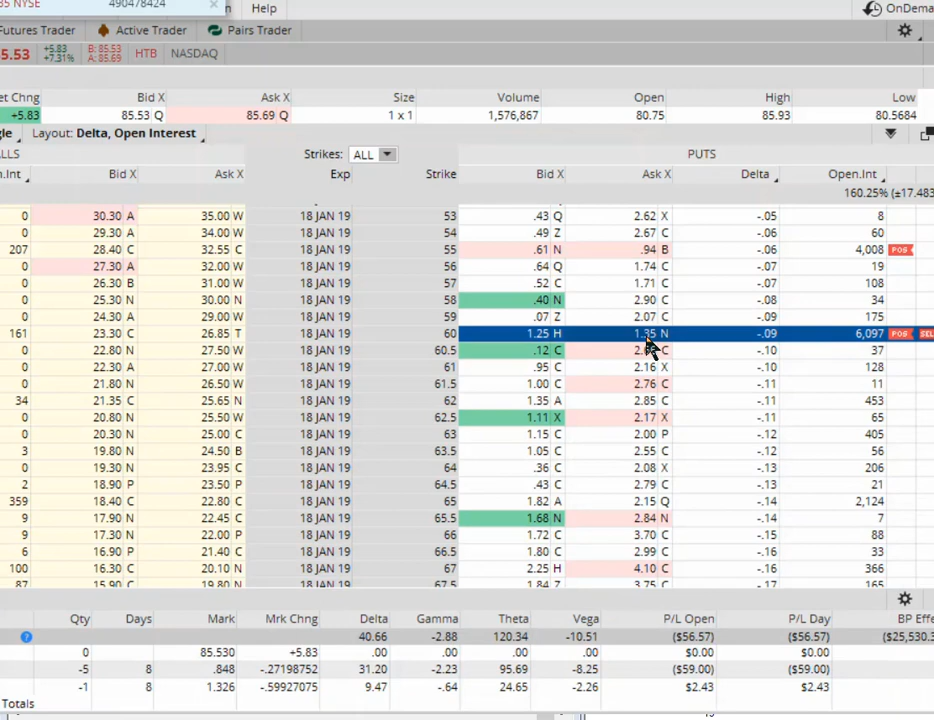 35 NYSE 490478424
n Help OnDema
Futures Trader Active Trader Pairs Trader
5.53 +5.83 +7.31% B: 85.53 A: 85.69 HTB NASDAQ
et Chng Bid X Ask X Size Volume Open High Low
+5.83 85.53 Q 85.69 Q 1 x 1 1,576,867 80.75 85.93 80.5684
gle Layout: Delta, Open Interest
LLS Strikes: ALL PUTS
n.Int Bid X Ask X Exp Strike Bid X Ask X Delta Open.Int
160.25% (±17.483
0 30.30 A 35.00 W 18 JAN 19 53 .43 Q 2.62 X -.05 8
0 29.30 A 34.00 W 18 JAN 19 54 .49 Z 2.67 C -.06 60
207 28.40 C 32.55 C 18 JAN 19 55 .61 N .94 B -.06 4,008 POS
0 27.30 A 32.00 W 18 JAN 19 56 .64 Q 1.74 C -.07 19
0 26.30 B 31.00 W 18 JAN 19 57 .52 C 1.71 C -.07 108
0 25.30 N 30.00 N 18 JAN 19 58 .40 N 2.90 C -.08 34
0 24.30 A 29.00 W 18 JAN 19 59 .07 Z 2.07 C -.09 175
161 23.30 C 26.85 T 18 JAN 19 60 1.25 H 1.35 N -.09 6,097 POS SEL
0 22.80 N 27.50 W 18 JAN 19 60.5 .12 C C -.10 37
0 22.30 A 27.00 W 18 JAN 19 61 .95 C 2.16 X -.10 128
0 21.80 N 26.50 W 18 JAN 19 61.5 1.00 C 2.76 C -.11 11
34 21.35 C 25.65 N 18 JAN 19 62 1.35 A 2.85 C -.11 453
0 20.80 N 25.50 W 18 JAN 19 62.5 1.11 X 2.17 X -.11 65
0 20.30 N 25.00 C 18 JAN 19 63 1.15 C 2.00 P -.12 405
3 19.80 N 24.50 B 18 JAN 19 63.5 1.05 C 2.55 C -.12 56
0 19.30 N 23.95 C 18 JAN 19 64 .36 C 2.08 X -.13 206
2 18.90 P 23.50 P 18 JAN 19 64.5 .43 C 2.79 C -.13 21
359 18.40 C 22.80 C 18 JAN 19 65 1.82 A 2.15 Q -.14 2,124
9 17.90 N 22.45 C 18 JAN 19 65.5 1.68 N 2.84 N -.14 7
9 17.30 N 22.00 P 18 JAN 19 66 1.72 C 3.70 C -.15 88
6 16.90 P 21.40 C 18 JAN 19 66.5 1.80 C 2.99 C -.16 33
100 16.30 C 20.10 N 18 JAN 19 67 2.25 H 4.10 C -.16 366
87 15.90 C 19.80 N 18 JAN 19 67.5 1.84 Z 3.75 C -.17 165
Qty Days Mark Mrk Chng Delta Gamma Theta Vega P/L Open P/L Day BP Effe
? 40.66 -2.88 120.34 -10.51 ($56.57) ($56.57) ($25,530.3
0 85.530 +5.83 .00 .00 .00 .00 $0.00 $0.00
-5 8 .848 -.27198752 31.20 -2.23 95.69 -8.25 ($59.00) ($59.00)
-1 8 1.326 -.59927075 9.47 -.64 24.65 -2.26 $2.43 $2.43
Totals